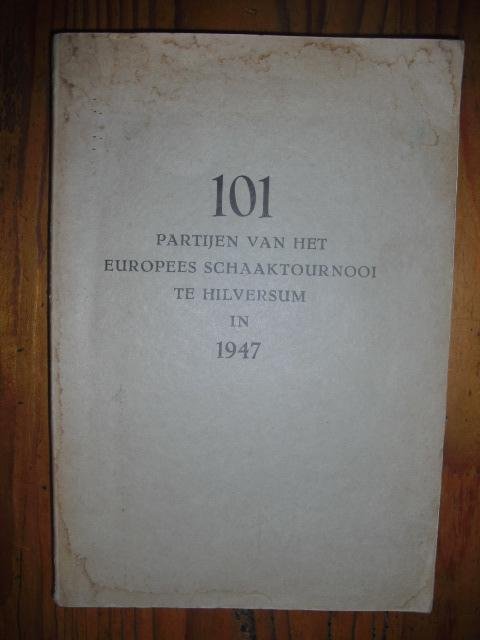 101
PARTIJEN VAN HET
EUROPEES SCHAAKTOURNOOI
TE HILVERSUM
IN
1947